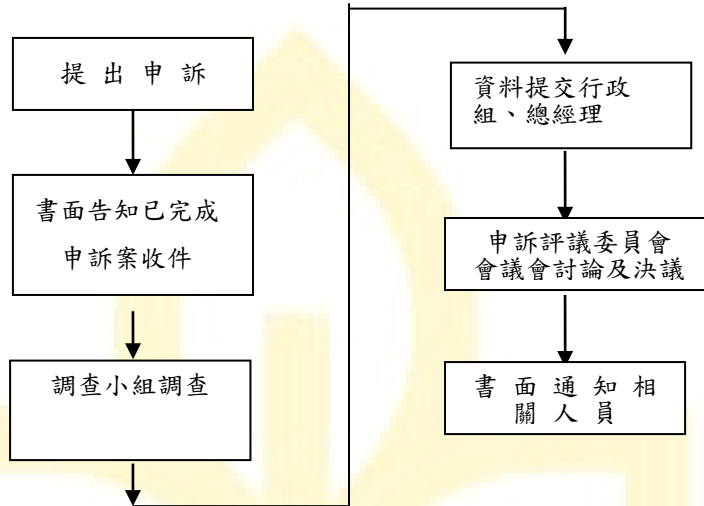 提出申訴
書面告知已完成
申訴案收件
調查小組調查
資料提交行政
組、總經理
申訴評議委員會
會議會討論及決議
書面通知相
關人員